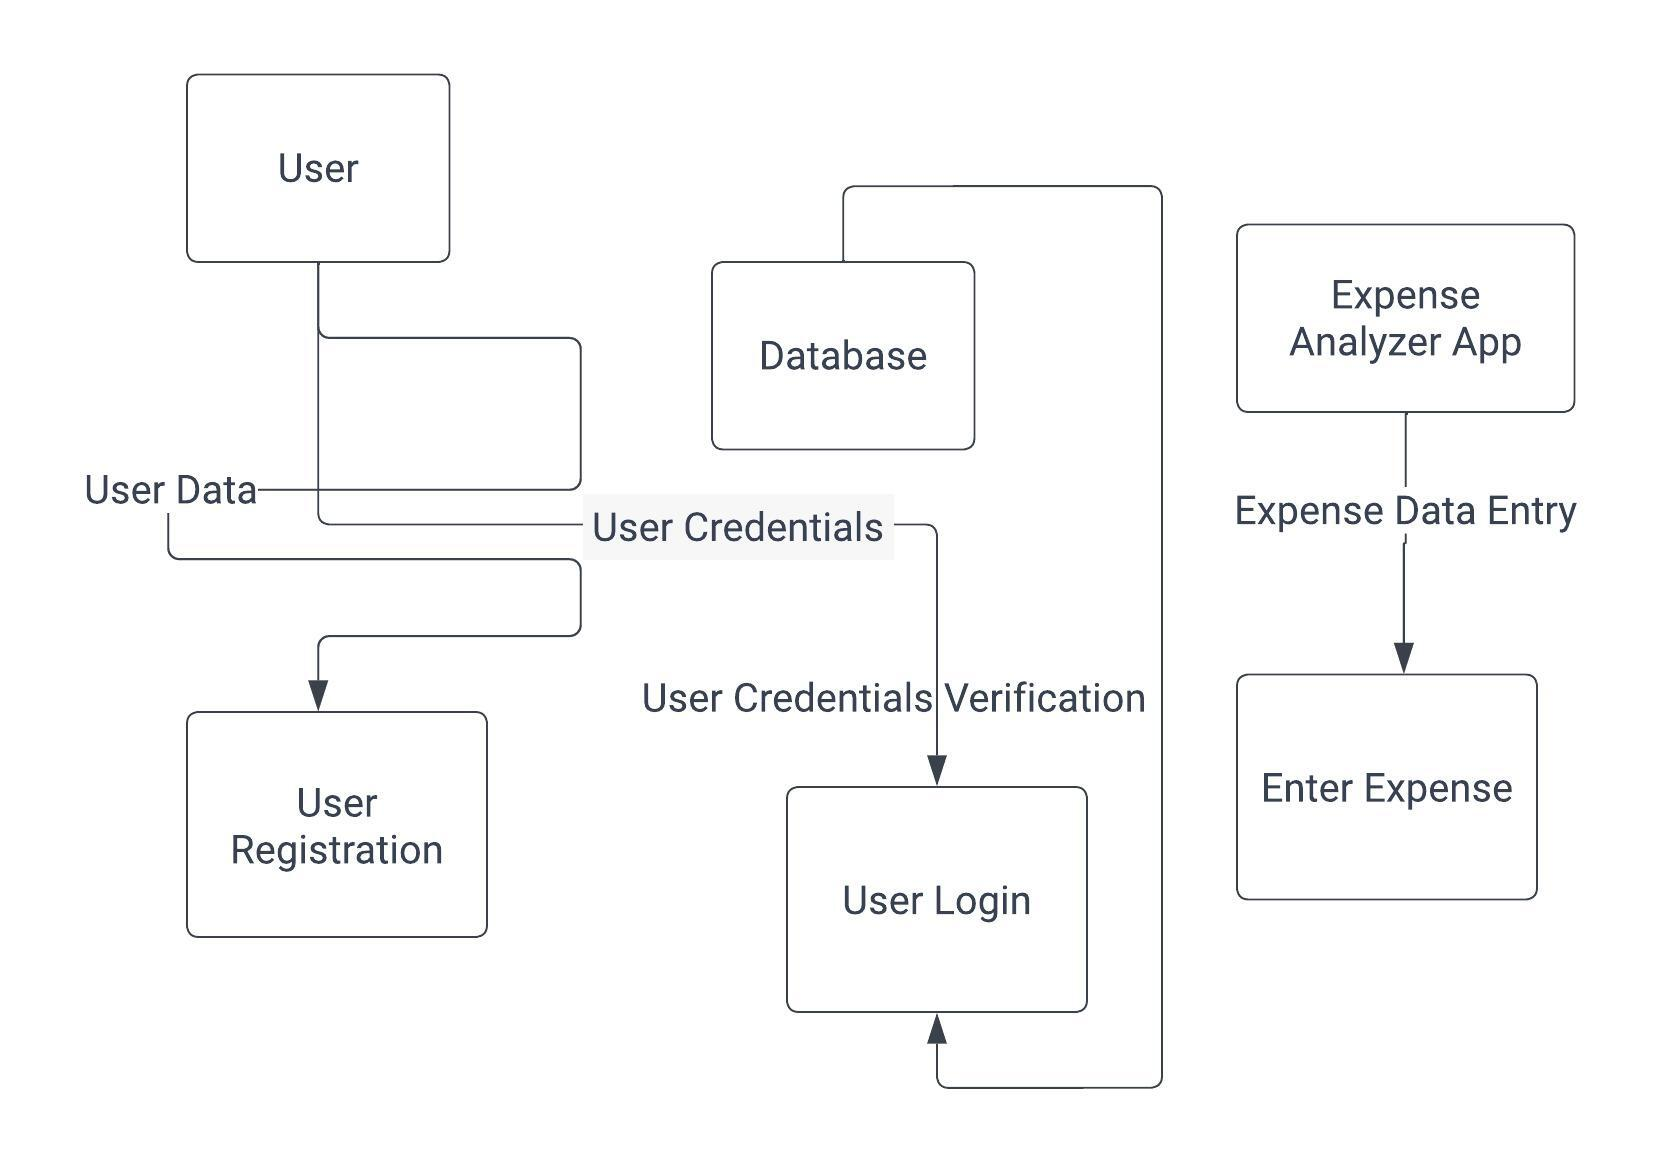 User
Database
Expense
Analyzer App
User Data
User Credentials
Expense Data Entry
User Credentials Verification
User
Registration
User Login
Enter Expense